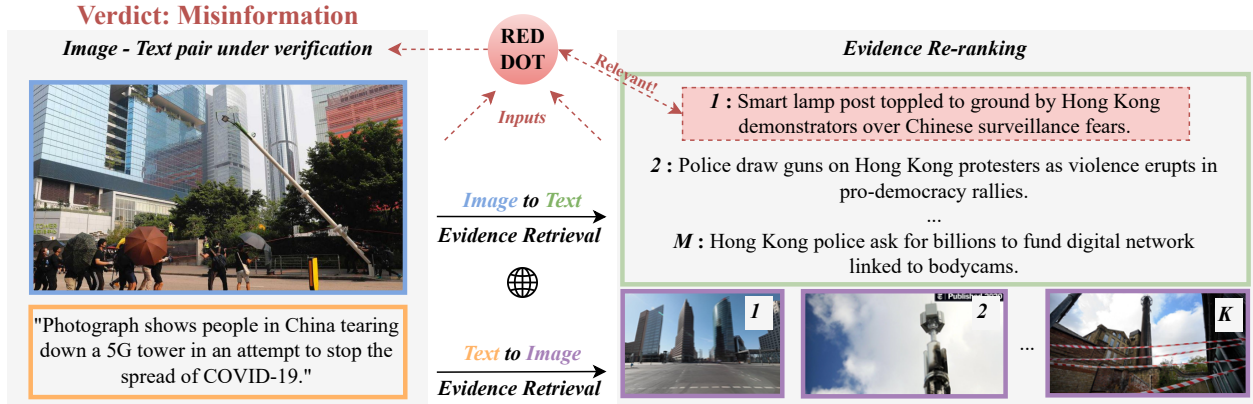 Verdict: Misinformation
Image - Text pair under verification
RED
DOT
Evidence Re-ranking
Relevant!
Inputs
1 : Smart lamp post toppled to ground by Hong Kong
demonstrators over Chinese surveillance fears.
2 : Police draw guns on Hong Kong protesters as violence erupts in
pro-democracy rallies.
...
M : Hong Kong police ask for billions to fund digital network
linked to bodycams.
Image to Text
Evidence Retrieval
"Photograph shows people in China tearing
down a 5G tower in an attempt to stop the
spread of COVID-19."
Text to Image
Evidence Retrieval
1
Published 2020
2
...
K